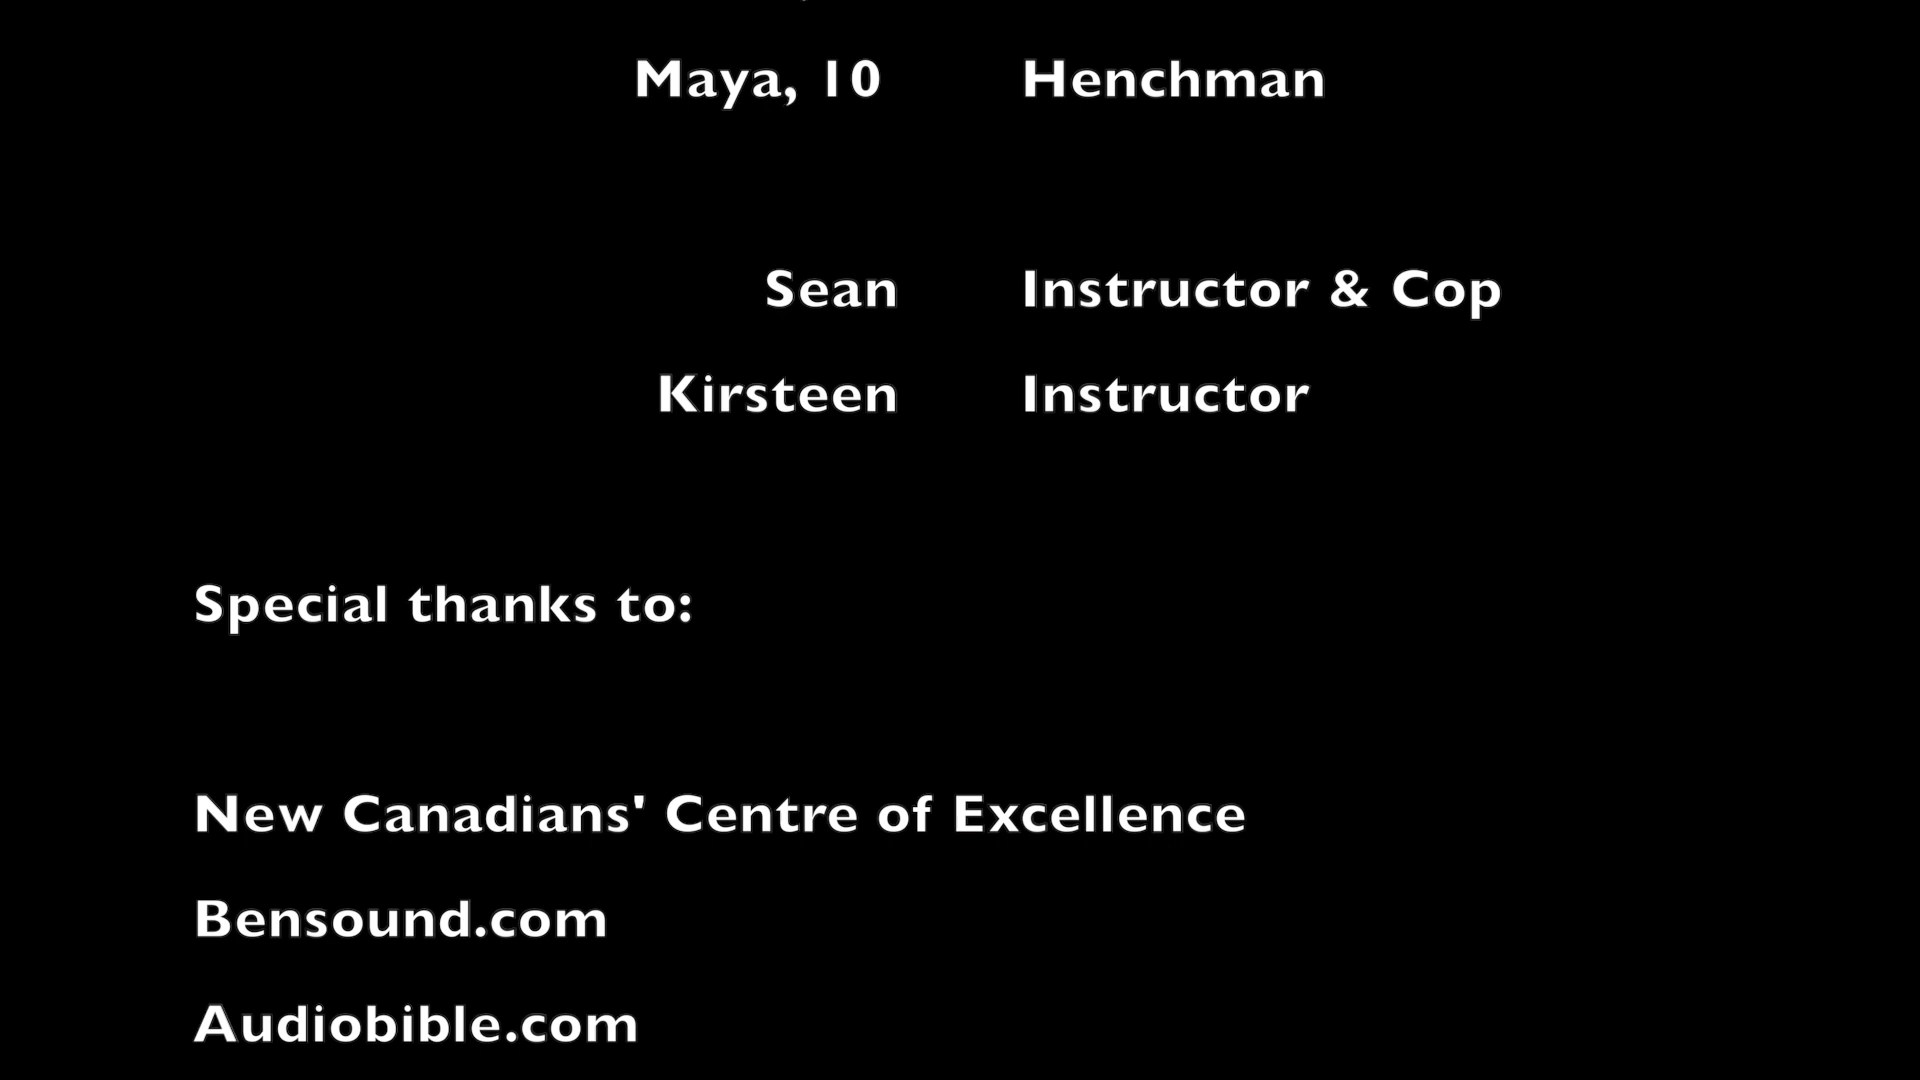 Maya, 10 Henchman
Sean Instructor & Cop
Kirsteen Instructor
Special thanks to:
New Canadians' Centre of Excellence
Bensound.com
Audiobible.com